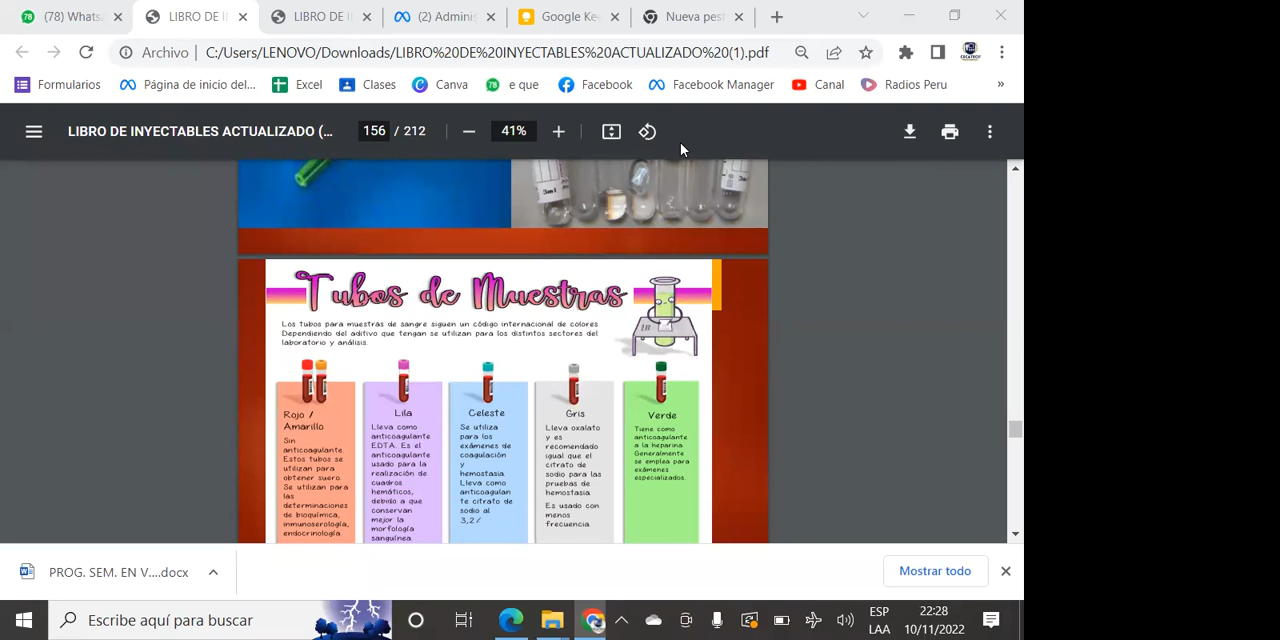 (78) Whats
LIBRO DE I
LIBRO DE I
(2) Adminis
Google Kee
Nueva pest
Archivo
C:/Users/LENOVO/Downloads/LIBRO%20DE%20INYECTABLES%20ACTUALIZADO%20(1).pdf
Formularios
Página de inicio del...
Excel
Clases
Canva
e que
Facebook
Facebook Manager
Canal
Radios Peru
»
LIBRO DE INYECTABLES ACTUALIZADO (...
156 / 212
41%
Tubos de Muestras
Los tubos para muestras de sangre siguen un código internacional de colores
Dependiendo del aditivo que tengan se utilizan para los distintos sectores del
laboratorio y análisis.
Rojo /
Amarillo
Sin
anticoagulante.
Estos tubos se
utilizan para
obtener suero.
Se utilizan para
las
determinaciones
de bioquímica,
inmunoserología,
endocrinología.
Lila
Lleva como
anticoagulante
EDTA. Es el
anticoagulante
usado para la
realización de
cuadros
hemáticos,
debido a que
conservan
mejor la
morfología
sanguínea.
Celeste
Se utiliza
para los
exámenes de
coagulación
y
hemostasia.
Lleva como
anticoagulan
te citrato de
sodio al
3,2/
Gris
Lleva oxalato
y es
recomendado
igual que el
citrato de
sodio para las
pruebas de
hemostasia.
Es usado con
menos
frecuencia.
Verde
Tiene como
anticoagulante
a la heparina.
Generalmente
se emplea para
exámenes
especializados.
PROG. SEM. EN V....docx
Mostrar todo
Escribe aquí para buscar
ESP
LAA
22:28
10/11/2022